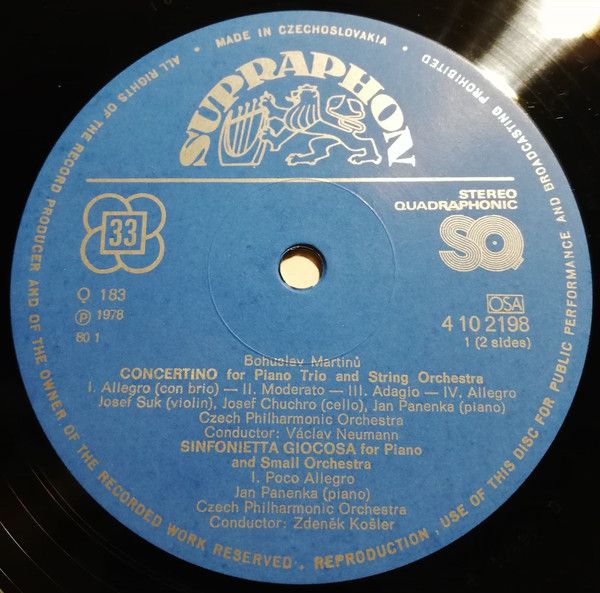 MADE IN CZECHOSLOVAKIA
ALL RIGHTS OF THE RECORD PRODUCER AND OF THE OWNER OF THE RECORDED WORK RESERVED . REPRODUCTION , USE OF THIS DISC FOR PUBLIC PERFORMANCE AND BROADCASTING PROHIBITED
SUPRAPHON
33
STEREO
QUADRAPHONIC
SQ
Q 183
Ⓟ 1978
80 1
OSA
4 10 2198
1 (2 sides)
Bohuslav Martinů
CONCERTINO for Piano Trio and String Orchestra
I. Allegro (con brio) — II. Moderato — III. Adagio — IV. Allegro
Josef Suk (violin), Josef Chuchro (cello), Jan Panenka (piano)
Czech Philharmonic Orchestra
Conductor: Václav Neumann
SINFONIETTA GIOCOSA for Piano
and Small Orchestra
I. Poco Allegro
Jan Panenka (piano)
Czech Philharmonic Orchestra
Conductor: Zdeněk Košler